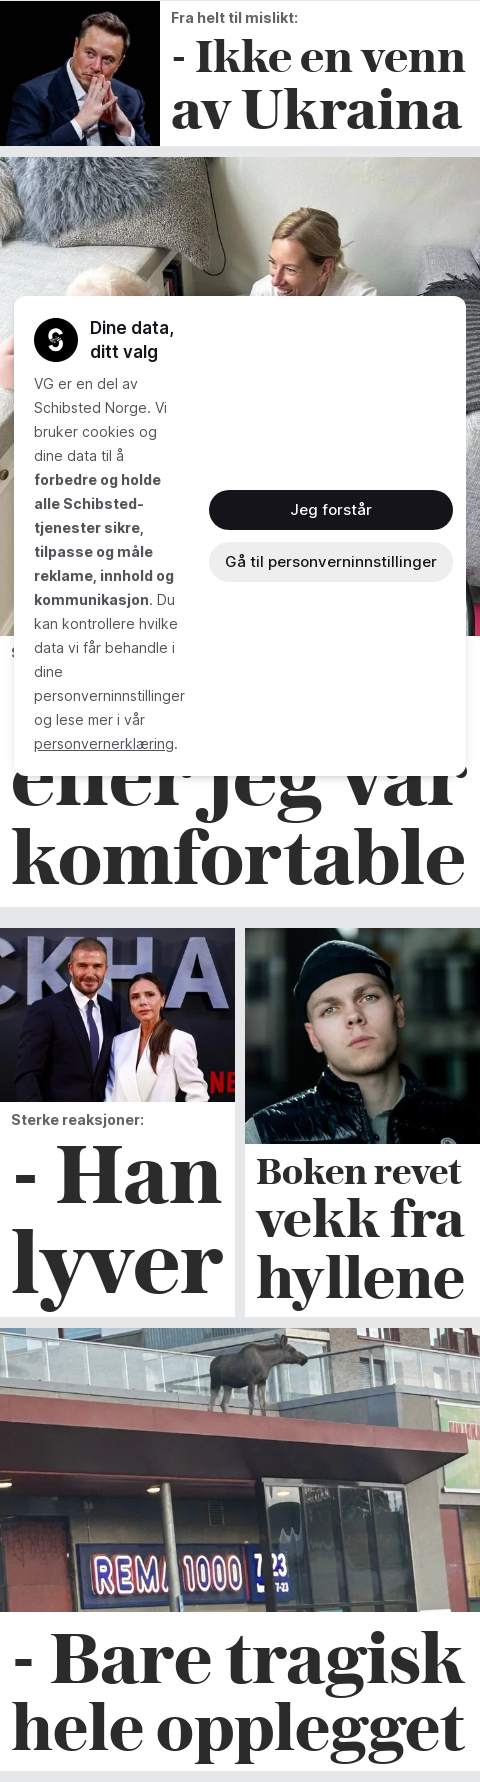 Fra helt til mislikt:
- Ikke en venn
av Ukraina
Dine data,
ditt valg
VG er en del av
Schibsted Norge. Vi
bruker cookies og
dine data til å
forbedre og holde
alle Schibsted-
tjenester sikre,
tilpasse og måle
reklame, innhold og
kommunikasjon. Du
kan kontrollere hvilke
data vi får behandle i
dine
personverninnstillinger
og lese mer i vår
personvernerklæring.
Jeg forstår
Gå til personverninnstillinger
eller jeg var
komfortable
CKHA
NE
Sterke reaksjoner:
- Han
lyver
Boken revet
vekk fra
hyllene
REMA 1000 7-23
7-23
- Bare tragisk
hele opplegget